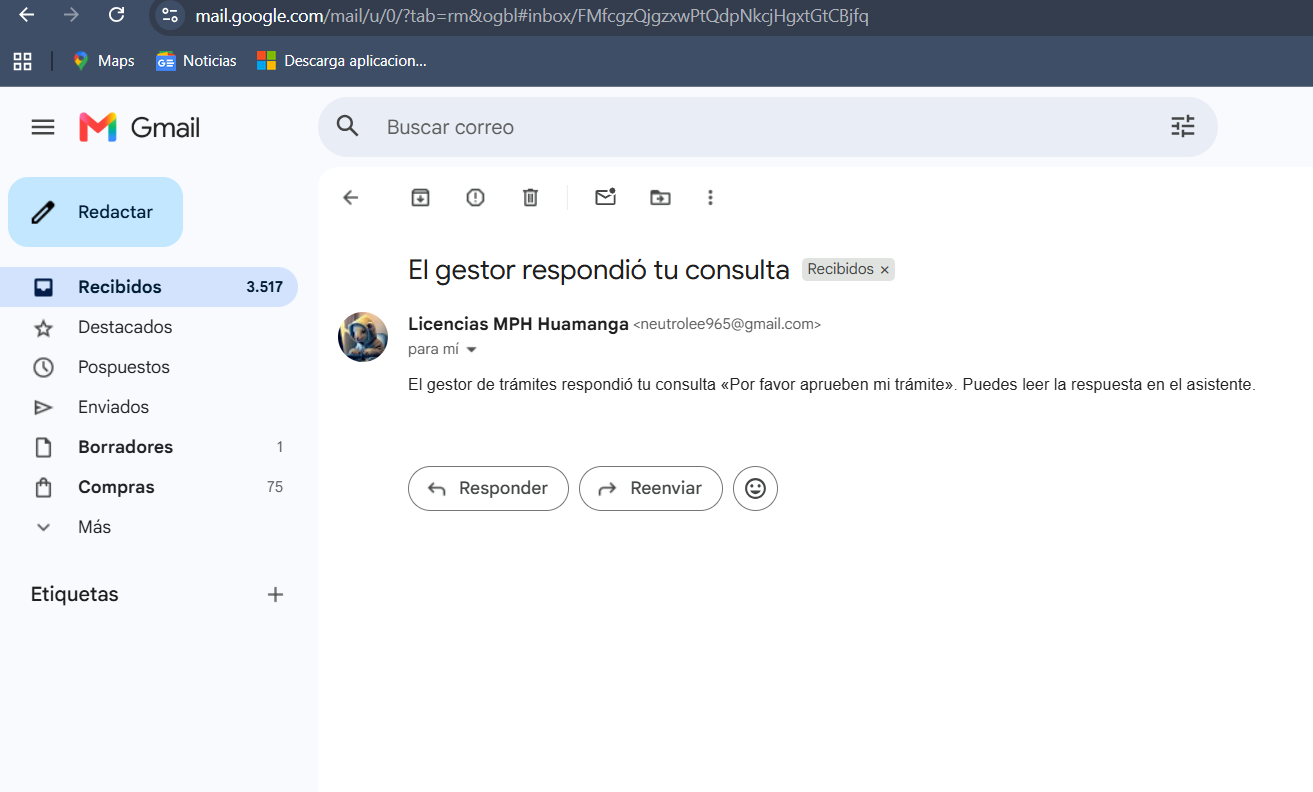 mail.google.com/mail/u/0/?tab=rm&ogbl#inbox/FMfcgzQjgzxwPtQdpNkcjHgxtGtCBjfq
Maps
Noticias
Descarga aplicacion...
Gmail
Buscar correo
Redactar
Recibidos 3.517
Destacados
Pospuestos
Enviados
Borradores 1
Compras 75
Más
Etiquetas
El gestor respondió tu consulta Recibidos ×
Licencias MPH Huamanga <neutrolee965@gmail.com>
para mí
El gestor de trámites respondió tu consulta «Por favor aprueben mi trámite». Puedes leer la respuesta en el asistente.
Responder
Reenviar